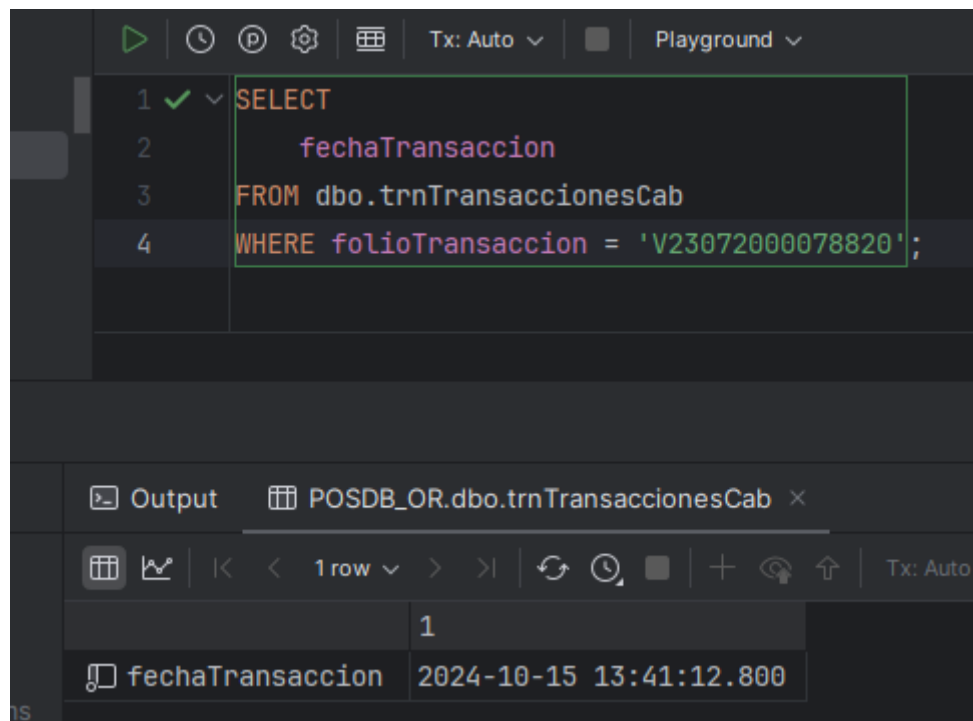 Tx: Auto Playground
1 SELECT
2 fechaTransaccion
3 FROM dbo.trnTransaccionesCab
4 WHERE folioTransaccion = 'V23072000078820';
Output POSDB_OR.dbo.trnTransaccionesCab
1 row Tx: Auto
1
fechaTransaccion 2024-10-15 13:41:12.800
ns